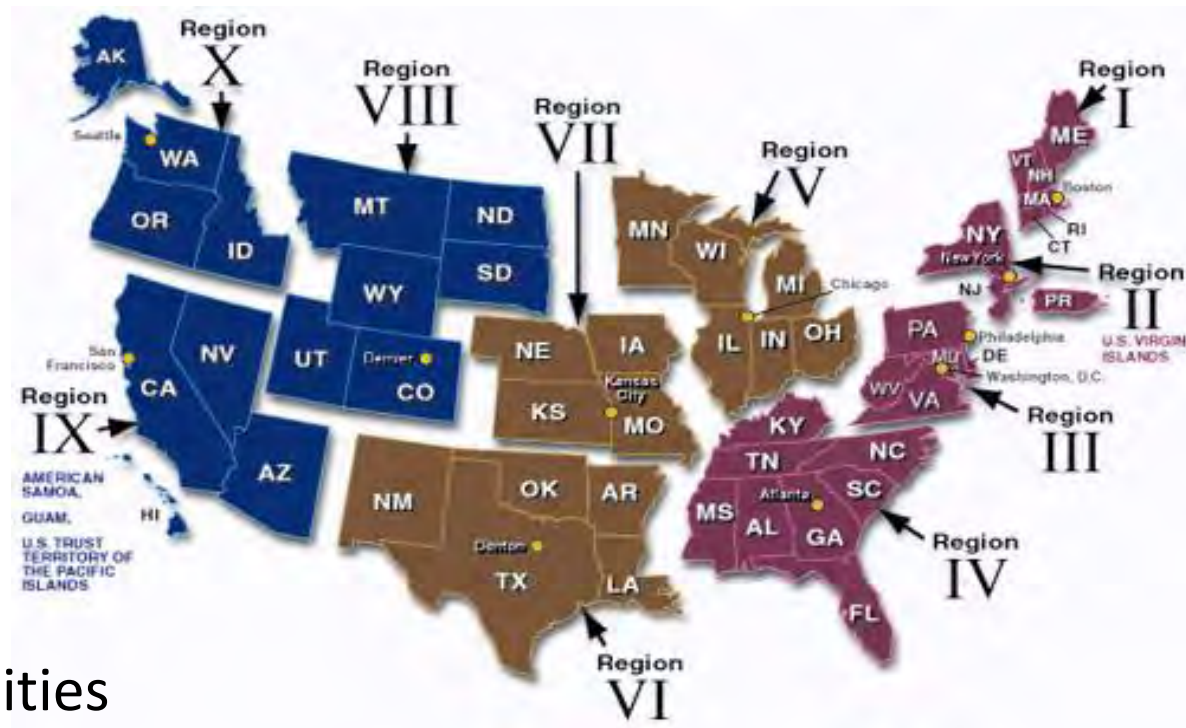 Region
X
AK
Seattle
WA
OR
ID
Region
VIII
MT
ND
SD
WY
UT
Denver
CO
Region
VII
NE
IA
KS
Kansas
City
MO
Region
V
MN
WI
MI
Chicago
IL
IN
OH
Region
I
ME
VT
NH
MA
Boston
RI
CT
NY
New York
NJ
PR
Region
II
U.S. VIRGIN
ISLANDS
PA
Philadelphia
MD
DE
Washington, D.C.
WV
VA
Region
III
San
Francisco
CA
NV
AZ
Region
IX
AMERICAN
SAMOA,
GUAM,
U.S. TRUST
TERRITORY OF
THE PACIFIC
ISLANDS
HI
NM
OK
AR
Denton
TX
LA
Region
VI
KY
TN
NC
SC
MS
AL
Atlanta
GA
FL
Region
IV
ities